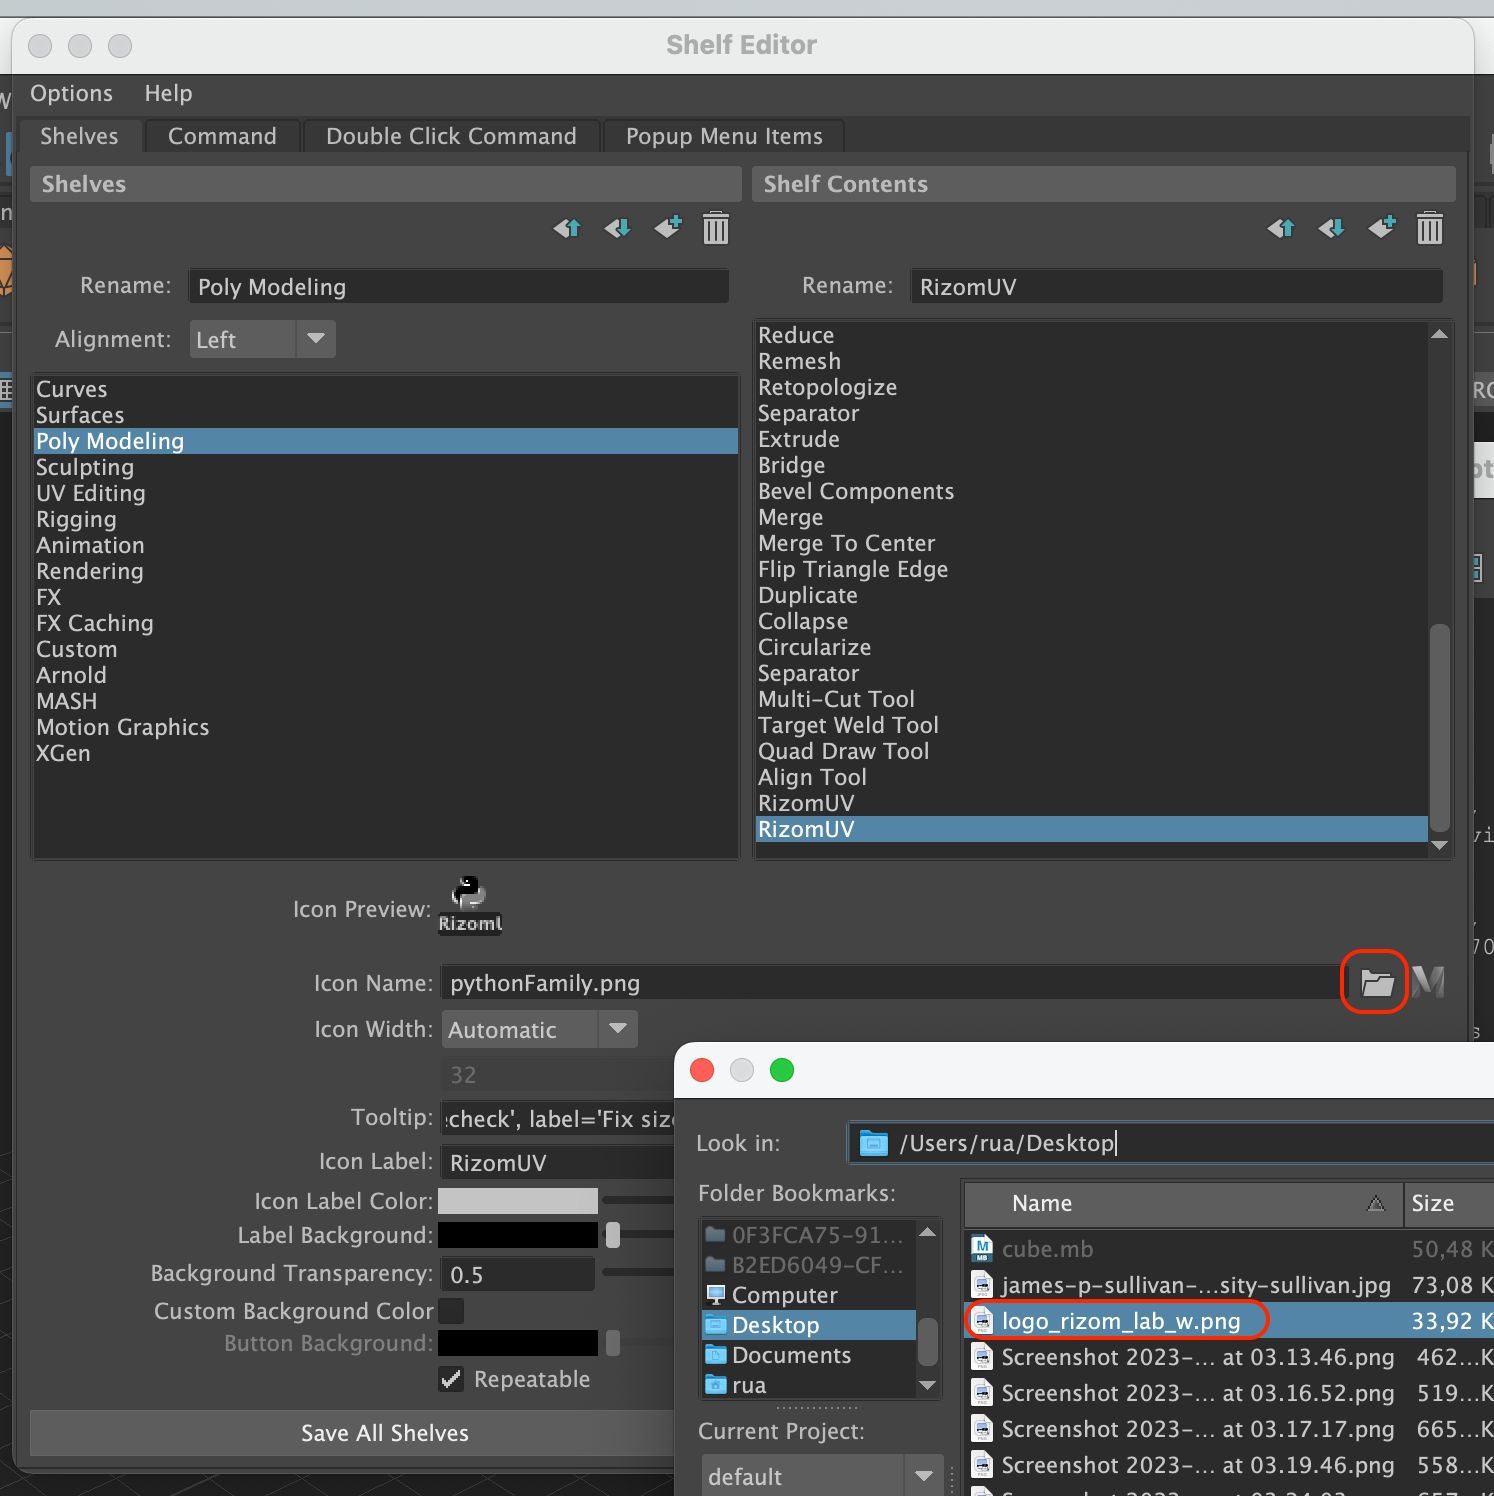 Shelf Editor
Options Help
Shelves Command Double Click Command Popup Menu Items
Shelves
Shelf Contents
Rename: Poly Modeling
Rename: RizomUV
Alignment: Left
Curves
Surfaces
Poly Modeling
Sculpting
UV Editing
Rigging
Animation
Rendering
FX
FX Caching
Custom
Arnold
MASH
Motion Graphics
XGen
Reduce
Remesh
Retopologize
Separator
Extrude
Bridge
Bevel Components
Merge
Merge To Center
Flip Triangle Edge
Duplicate
Collapse
Circularize
Separator
Multi-Cut Tool
Target Weld Tool
Quad Draw Tool
Align Tool
RizomUV
RizomUV
Icon Preview:
Icon Name: pythonFamily.png
Icon Width: Automatic
32
Tooltip: check', label='Fix siz
Icon Label: RizomUV
Icon Label Color:
Label Background:
Background Transparency: 0.5
Custom Background Color
Button Background:
Repeatable
Save All Shelves
Look in: /Users/rua/Desktop
Folder Bookmarks:
0F3FCA75-91...
B2ED6049-CF...
Computer
Desktop
Documents
rua
Current Project:
default
Name Size
cube.mb 50,48 K
james-p-sullivan-...sity-sullivan.jpg 73,08 K
logo_rizom_lab_w.png 33,92 K
Screenshot 2023-... at 03.13.46.png 462...K
Screenshot 2023-... at 03.16.52.png 519...K
Screenshot 2023-... at 03.17.17.png 665...K
Screenshot 2023-... at 03.19.46.png 558...K